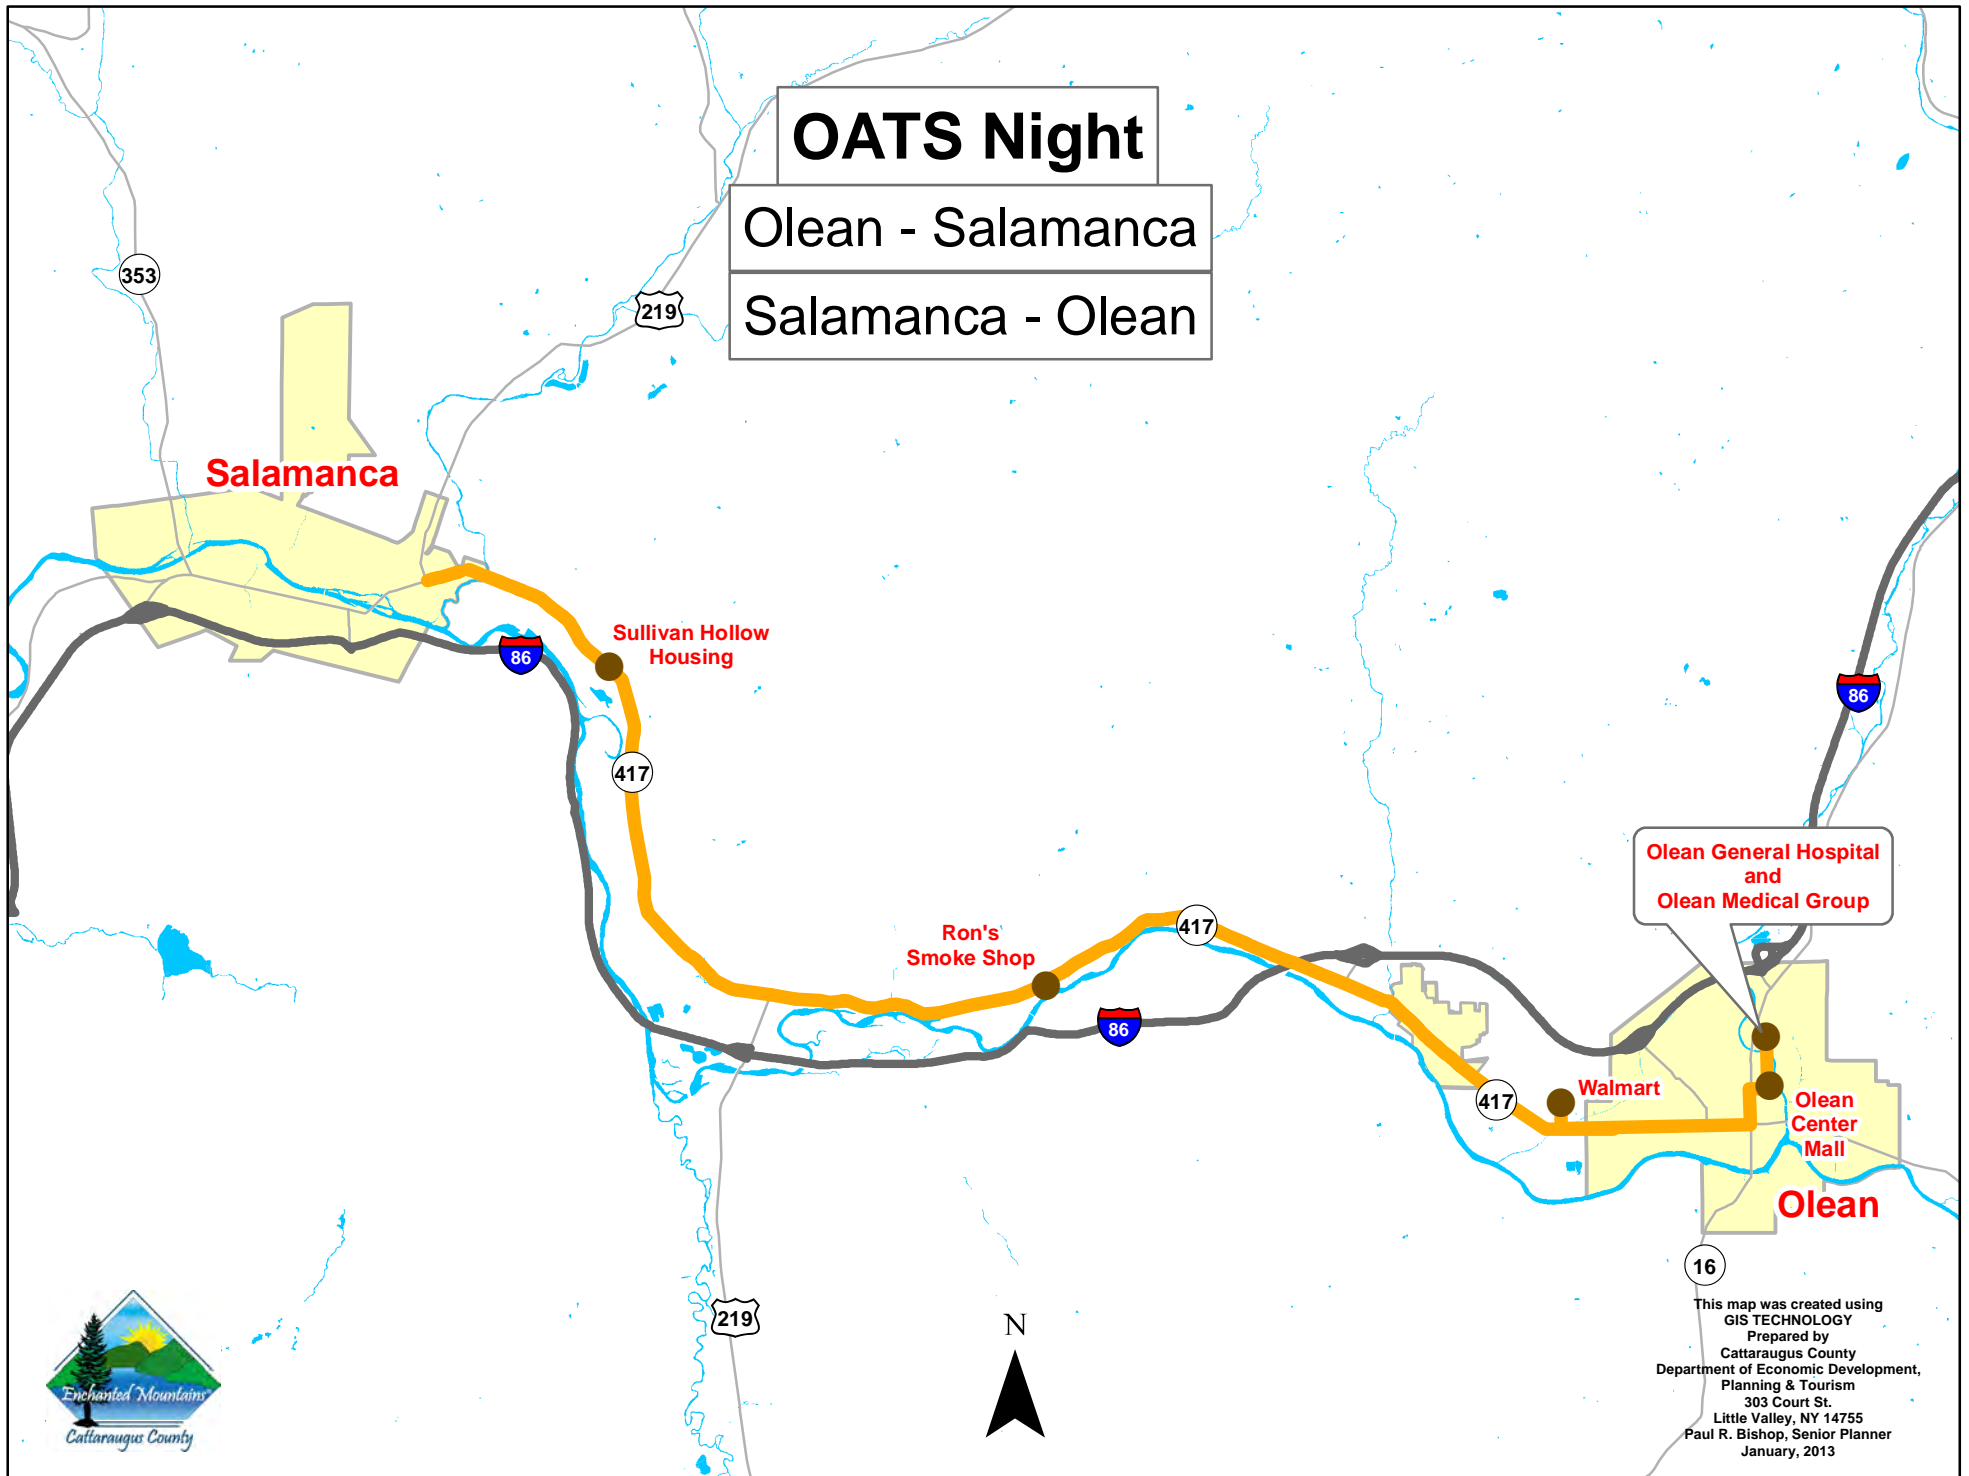 OATS Night
Olean - Salamanca
Salamanca - Olean
353
219
Salamanca
Sullivan Hollow
Housing
86
86
417
Olean General Hospital
and
Olean Medical Group
417
Ron's
Smoke Shop
86
Walmart
417
Olean
Center
Mall
Olean
16
219
N
This map was created using
GIS TECHNOLOGY
Prepared by
Cattaraugus County
Department of Economic Development,
Planning & Tourism
303 Court St.
Little Valley, NY 14755
Paul R. Bishop, Senior Planner
January, 2013
Enchanted Mountains
Cattaraugus County